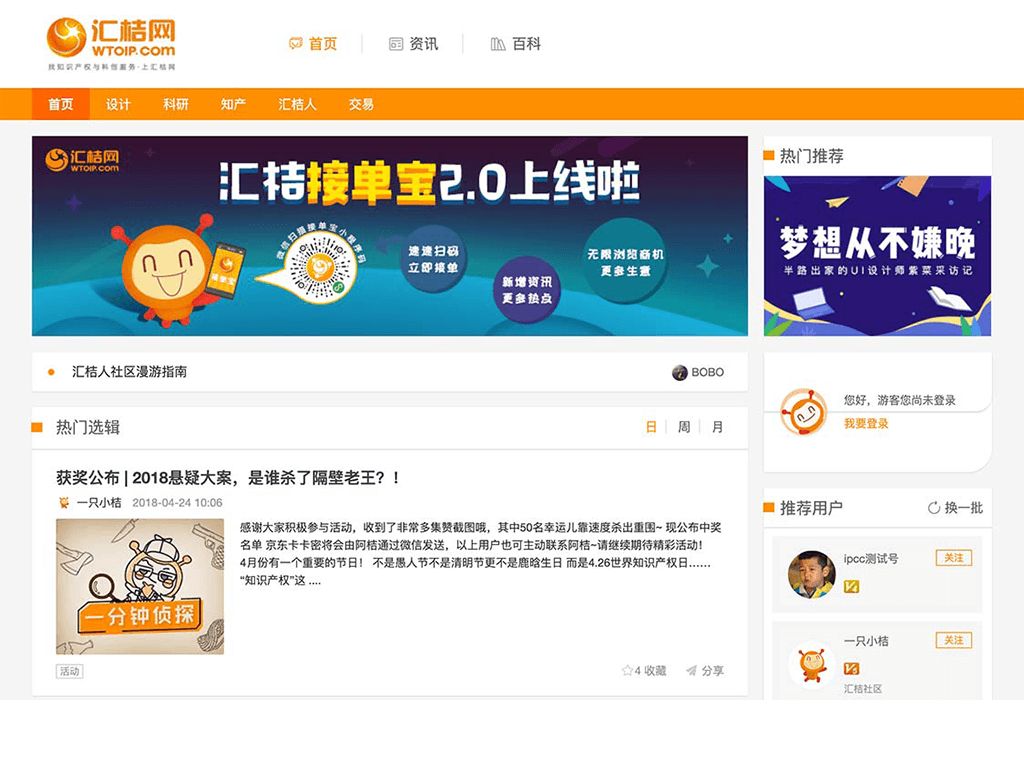 汇桔网
WTOIP.COM
找知识产权与科创服务·上汇桔网
首页
资讯
百科
首页
设计
科研
知产
汇桔人
交易
汇桔网
WTOIP.COM
汇桔接单宝2.0上线啦
微信扫描接单宝小程序码
接单宝
速速扫码
立即接单
新增资讯
更多热点
无限浏览商机
更多生意
热门推荐
梦想从不嫌晚
半路出家的UI设计师紫菜采访记
汇桔人社区漫游指南
BOBO
您好，游客您尚未登录
我要登录
热门选辑
日
周
月
获奖公布 | 2018悬疑大案，是谁杀了隔壁老王？！
一只小桔 2018-04-24 10:06
一分钟侦探
感谢大家积极参与活动，收到了非常多集赞截图哦，其中50名幸运儿靠速度杀出重围~ 现公布中奖
名单 京东卡卡密将会由阿桔通过微信发送，以上用户也可主动联系阿桔~请继续期待精彩活动！
4月份有一个重要的节日！ 不是愚人节不是清明节更不是鹿晗生日 而是4.26世界知识产权日……
“知识产权”这 ....
活动
4 收藏
分享
推荐用户
换一批
ipcc测试号
关注
V4
一只小桔
关注
V3
汇桔社区